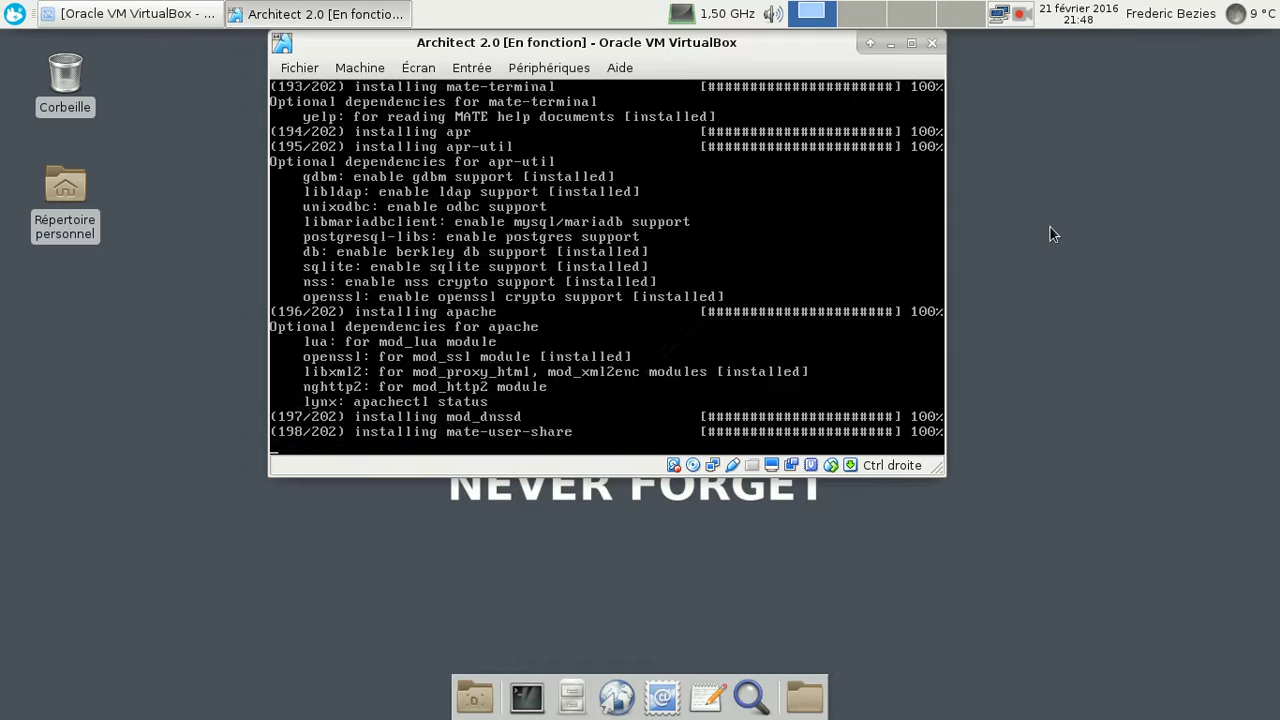 [Oracle VM VirtualBox - ...
Architect 2.0 [En fonctio...
1,50 GHz
21 février 2016
21:48
Frederic Bezies
9 °C
Corbeille
Répertoire
personnel
Architect 2.0 [En fonction] - Oracle VM VirtualBox
Fichier Machine Écran Entrée Périphériques Aide
(193/202) installing mate-terminal [######################] 100%
Optional dependencies for mate-terminal
yelp: for reading MATE help documents [installed]
(194/202) installing apr [######################] 100%
(195/202) installing apr-util [######################] 100%
Optional dependencies for apr-util
gdbm: enable gdbm support [installed]
libldap: enable ldap support [installed]
unixodbc: enable odbc support
libmariadbclient: enable mysql/mariadb support
postgresql-libs: enable postgres support
db: enable berkley db support [installed]
sqlite: enable sqlite support [installed]
nss: enable nss crypto support [installed]
openssl: enable openssl crypto support [installed]
(196/202) installing apache [######################] 100%
Optional dependencies for apache
lua: for mod_lua module
openssl: for mod_ssl module [installed]
libxml2: for mod_proxy_html, mod_xml2enc modules [installed]
nghttp2: for mod_http2 module
lynx: apachectl status
(197/202) installing mod_dnssd [######################] 100%
(198/202) installing mate-user-share [######################] 100%
Ctrl droite
NEVER FORGET